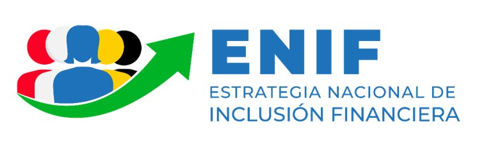 ENIF
ESTRATEGIA NACIONAL DE
INCLUSIÓN FINANCIERA